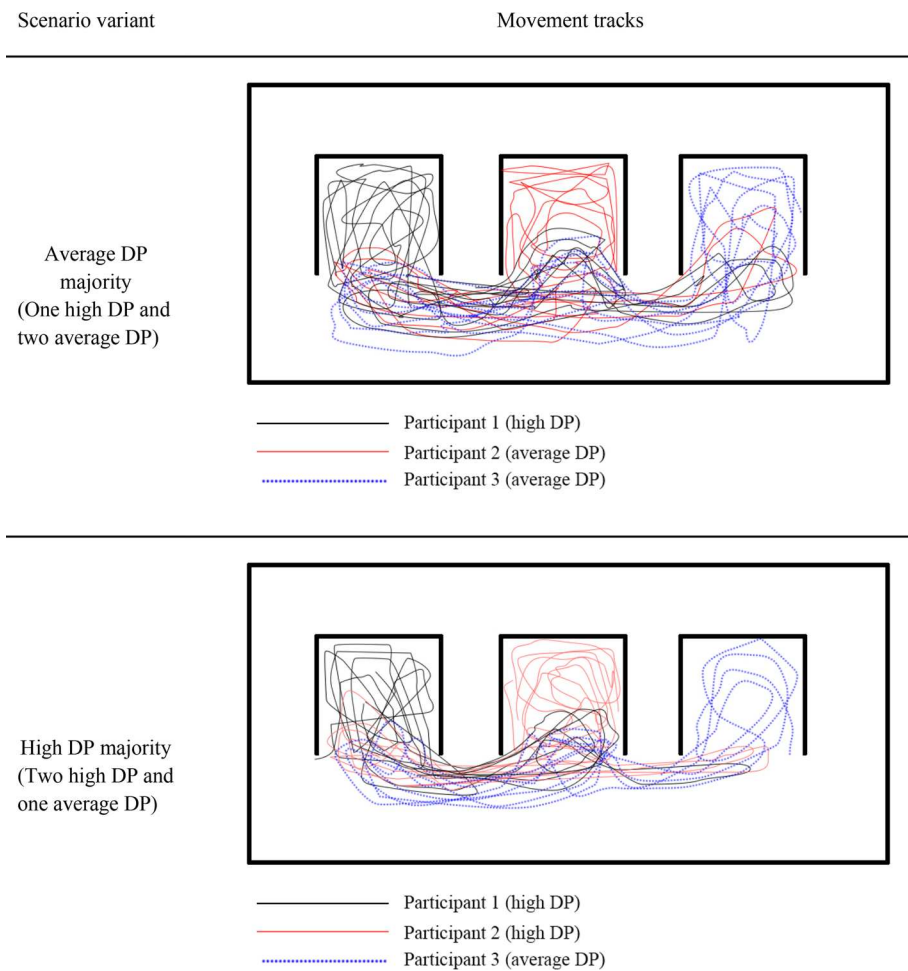 Scenario variant
Movement tracks
Average DP
majority
(One high DP and
two average DP)
Participant 1 (high DP)
Participant 2 (average DP)
Participant 3 (average DP)
High DP majority
(Two high DP and
one average DP)
Participant 1 (high DP)
Participant 2 (high DP)
Participant 3 (average DP)